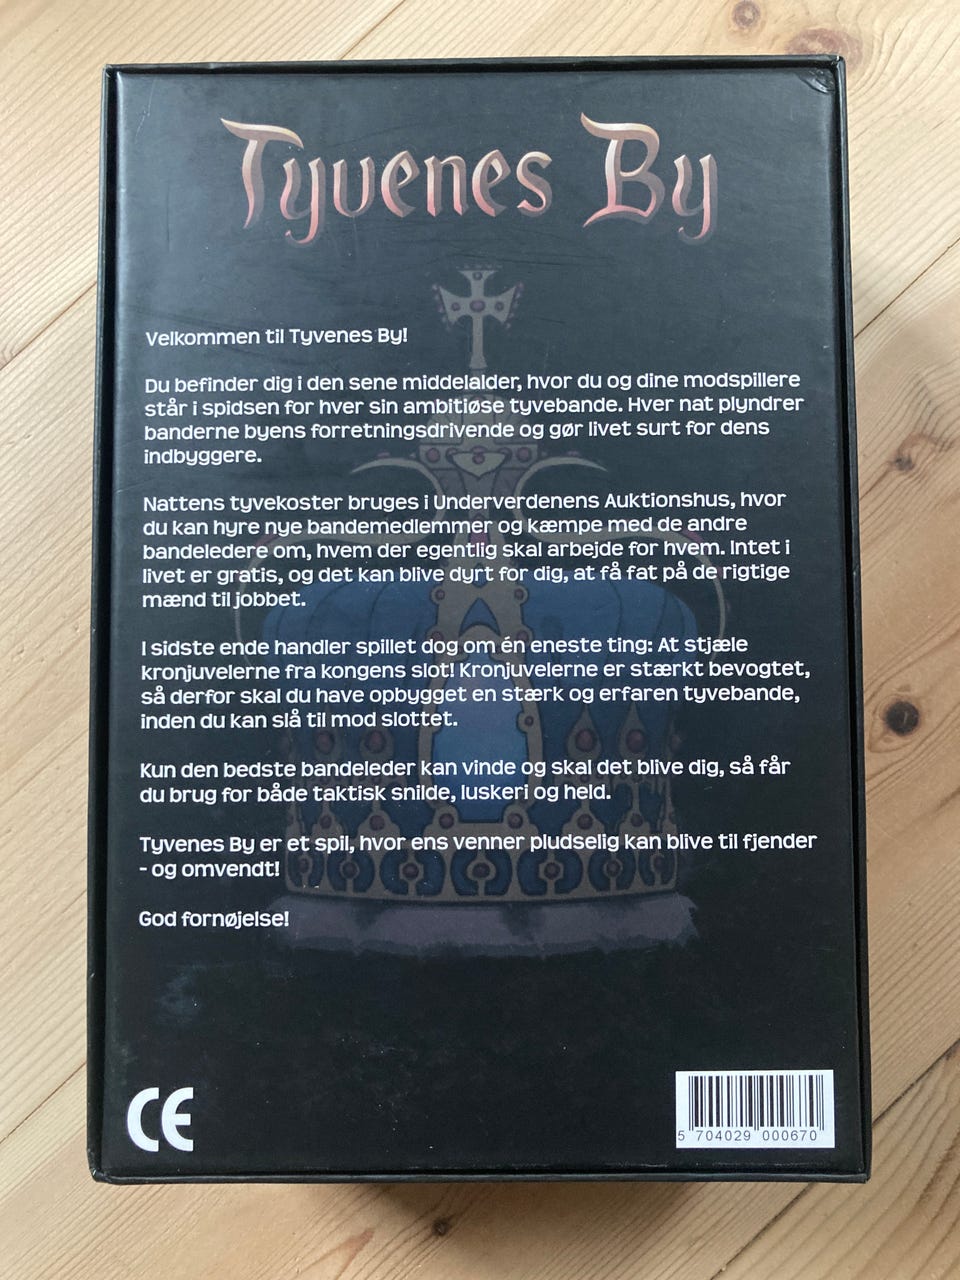 Tyvenes By
Velkommen til Tyvenes By!
Du befinder dig i den sene middelalder, hvor du og dine modspillere
står i spidsen for hver sin ambitiøse tyvebande. Hver nat plyndrer
banderne byens forretningsdrivende og gør livet surt for dens
indbyggere.
Nattens tyvekoster bruges i Underverdenens Auktionshus, hvor
du kan hyre nye bandemedlemmer og kæmpe med de andre
bandeledere om, hvem der egentlig skal arbejde for hvem. Intet i
livet er gratis, og det kan blive dyrt for dig, at få fat på de rigtige
mænd til jobbet.
I sidste ende handler spillet dog om én eneste ting: At stjæle
kronjuvelerne fra kongens slot! Kronjuvelerne er stærkt bevogtet,
så derfor skal du have opbygget en stærk og erfaren tyvebande,
inden du kan slå til mod slottet.
Kun den bedste bandeleder kan vinde og skal det blive dig, så får
du brug for både taktisk snilde, luskeri og held.
Tyvenes By er et spil, hvor ens venner pludselig kan blive til fjender
- og omvendt!
God fornøjelse!
CE
5 704029 000670